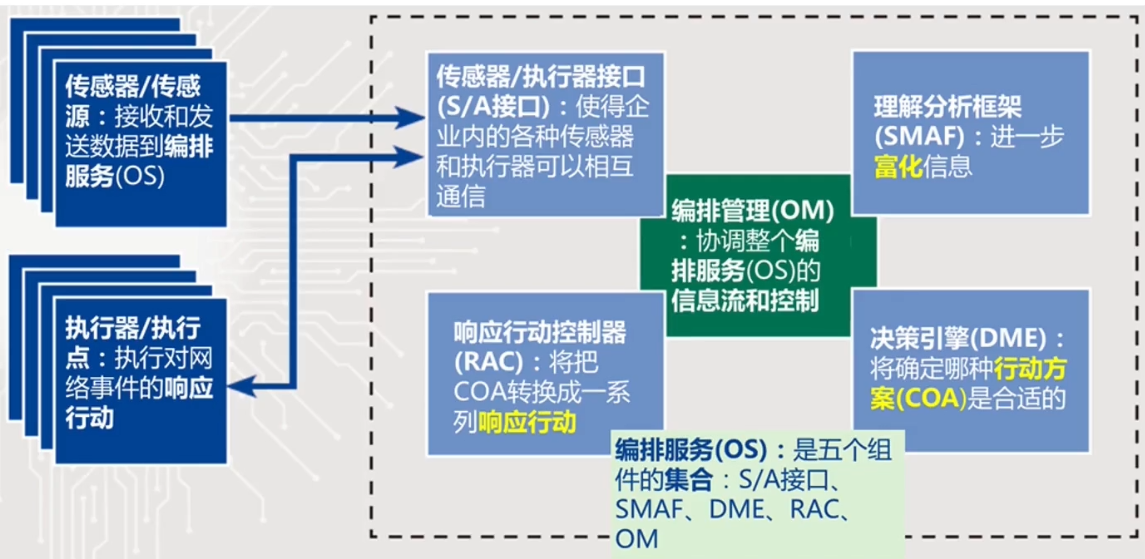 传感器/传感
源：接收和发
送数据到编排
服务(OS)
执行器/执行
点：执行对网
络事件的响应
行动
传感器/执行器接口
(S/A接口)：使得企
业内的各种传感器
和执行器可以相互
通信
理解分析框架
(SMAF)：进一步
富化信息
编排管理(OM)
：协调整个编
排服务(OS)的
信息流和控制
响应行动控制器
(RAC)：将把
COA转换成一系
列响应行动
决策引擎(DME)：
将确定哪种行动方
案(COA)是合适的
编排服务(OS)：是五个组
件的集合：S/A接口、
SMAF、DME、RAC、
OM